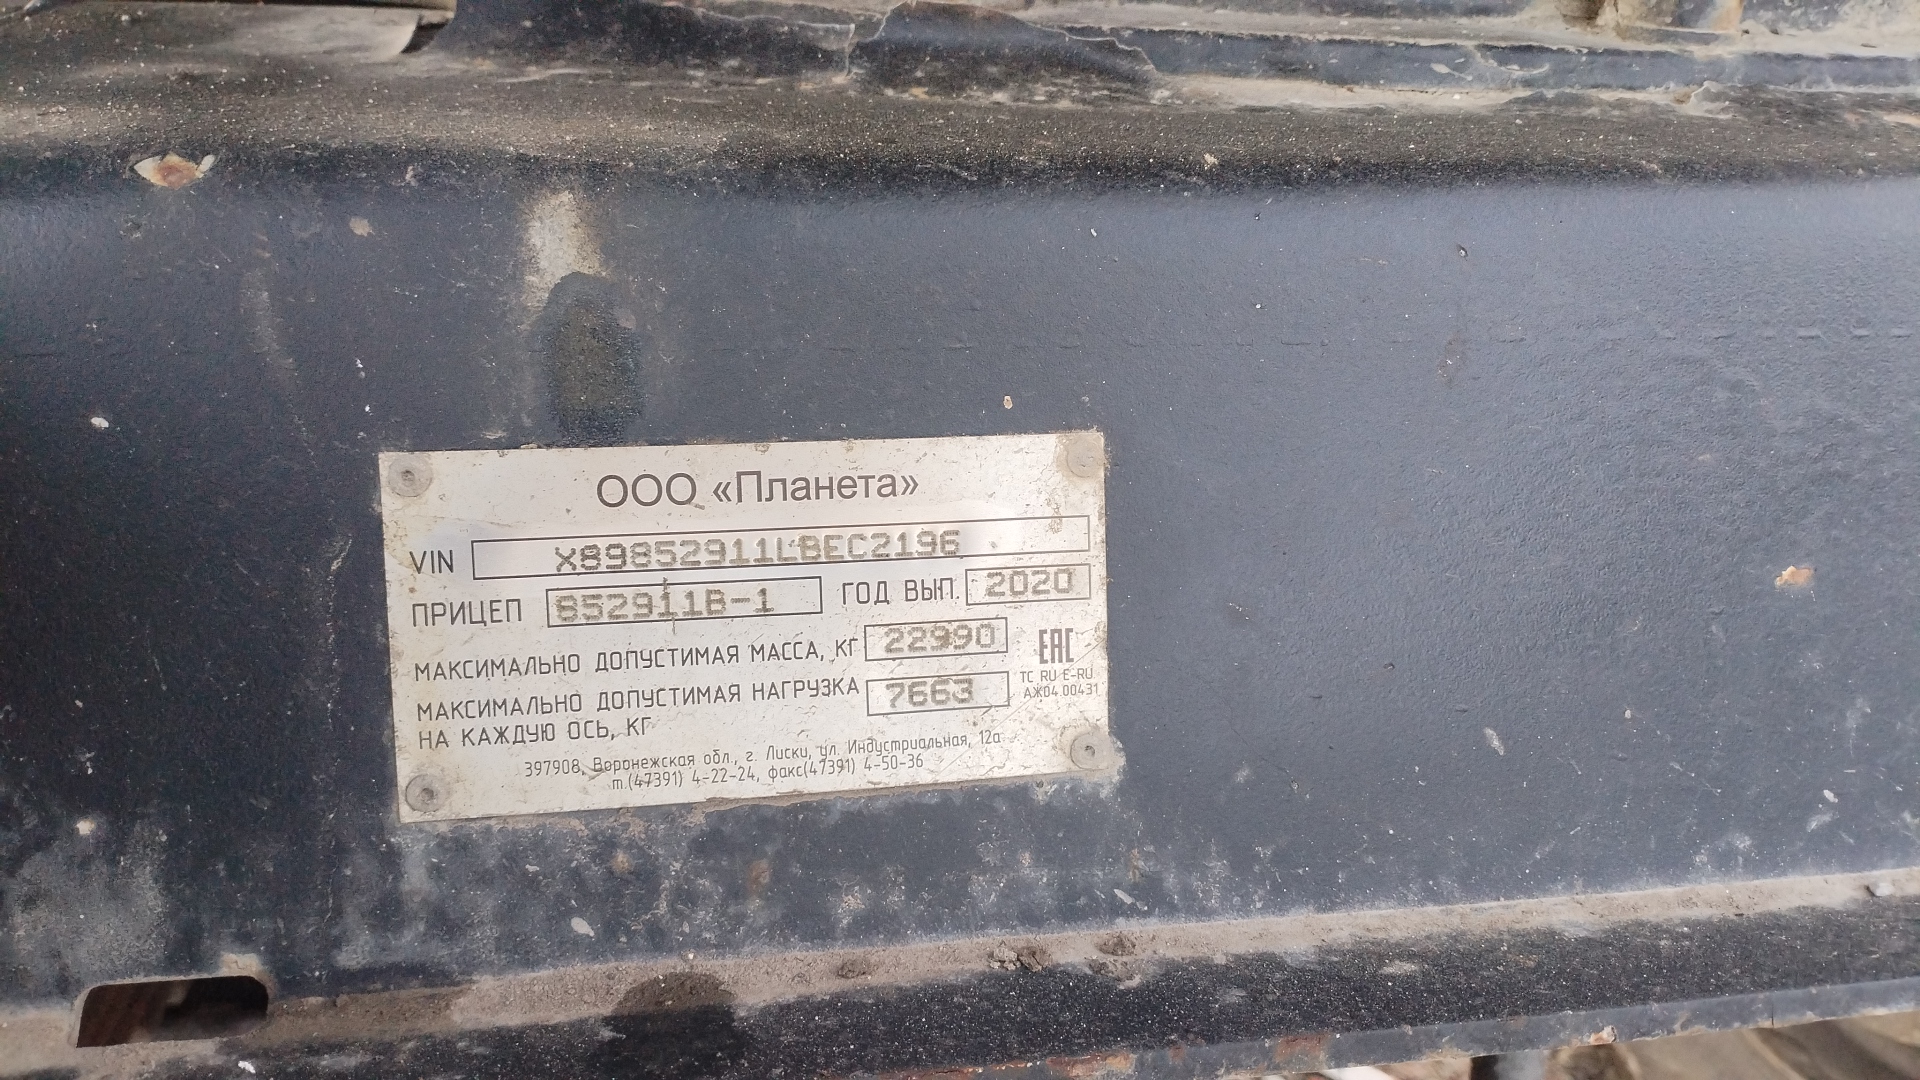 ООО «Планета»
VIN X89852911LBEC2196
ПРИЦЕП 852911В-1 ГОД ВЫП. 2020
МАКСИМАЛЬНО ДОПУСТИМАЯ МАССА, КГ 22990
МАКСИМАЛЬНО ДОПУСТИМАЯ НАГРУЗКА 7663
НА КАЖДУЮ ОСЬ, КГ
EAC
TC RU E-RU
АЖ04.00431
397908, Воронежская обл., г. Лиски, ул. Индустриальная, 12а
т.(47391) 4-22-24, факс(47391) 4-50-36